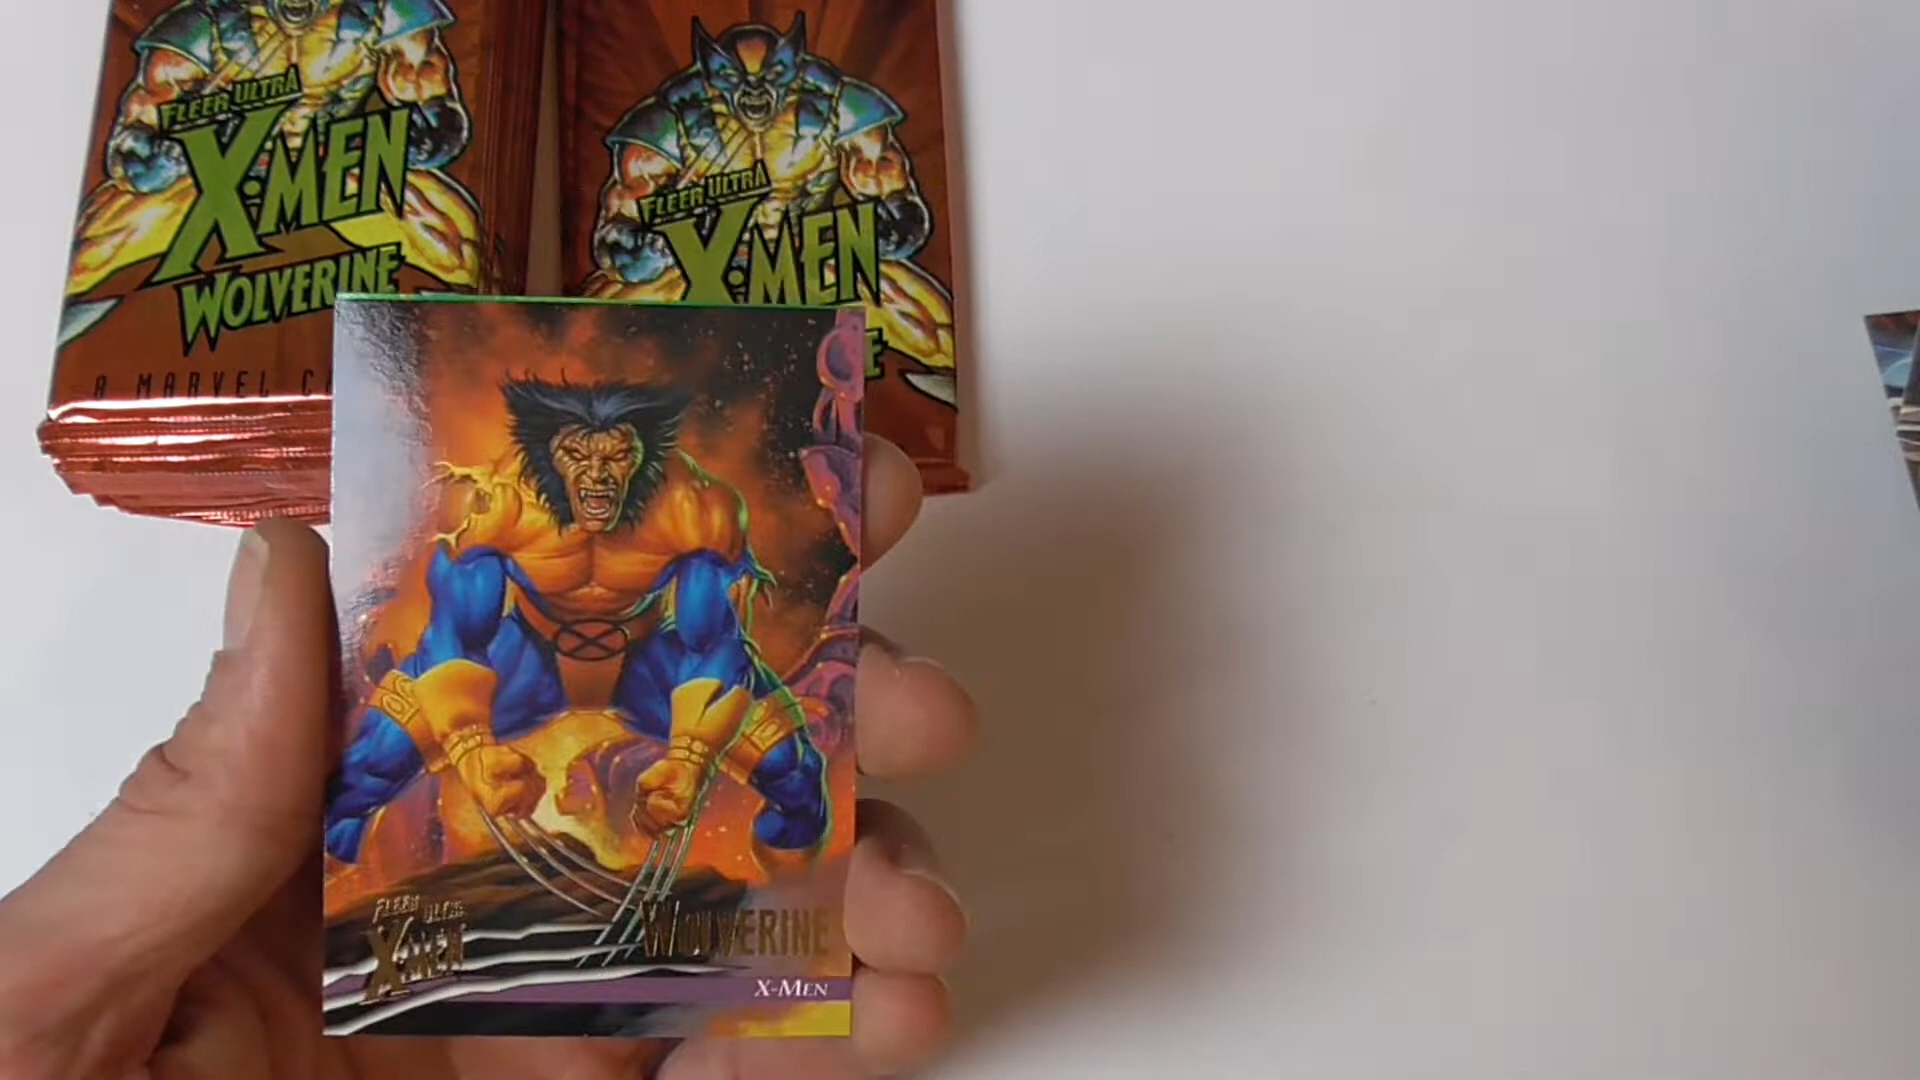 FLEER ULTRA
X-MEN
WOLVERINE
A MARVEL C
FLEER ULTRA
X-MEN
E
FLEER ULTRA
X-MEN
WOLVERINE
X-MEN